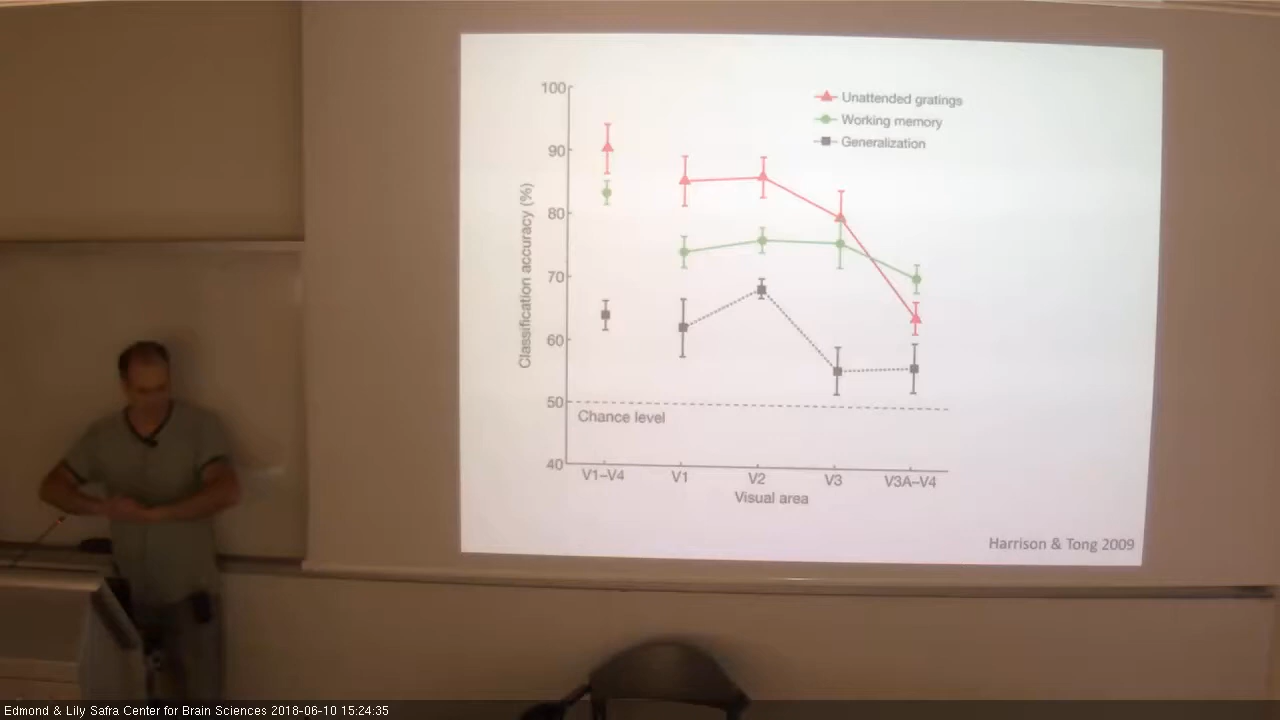 100
90
80
70
60
50
40
Classification accuracy (%)
Unattended gratings
Working memory
Generalization
Chance level
V1–V4 V1 V2 V3 V3A–V4
Visual area
Harrison & Tong 2009
Edmond & Lily Safra Center for Brain Sciences 2018-06-10 15:24:35